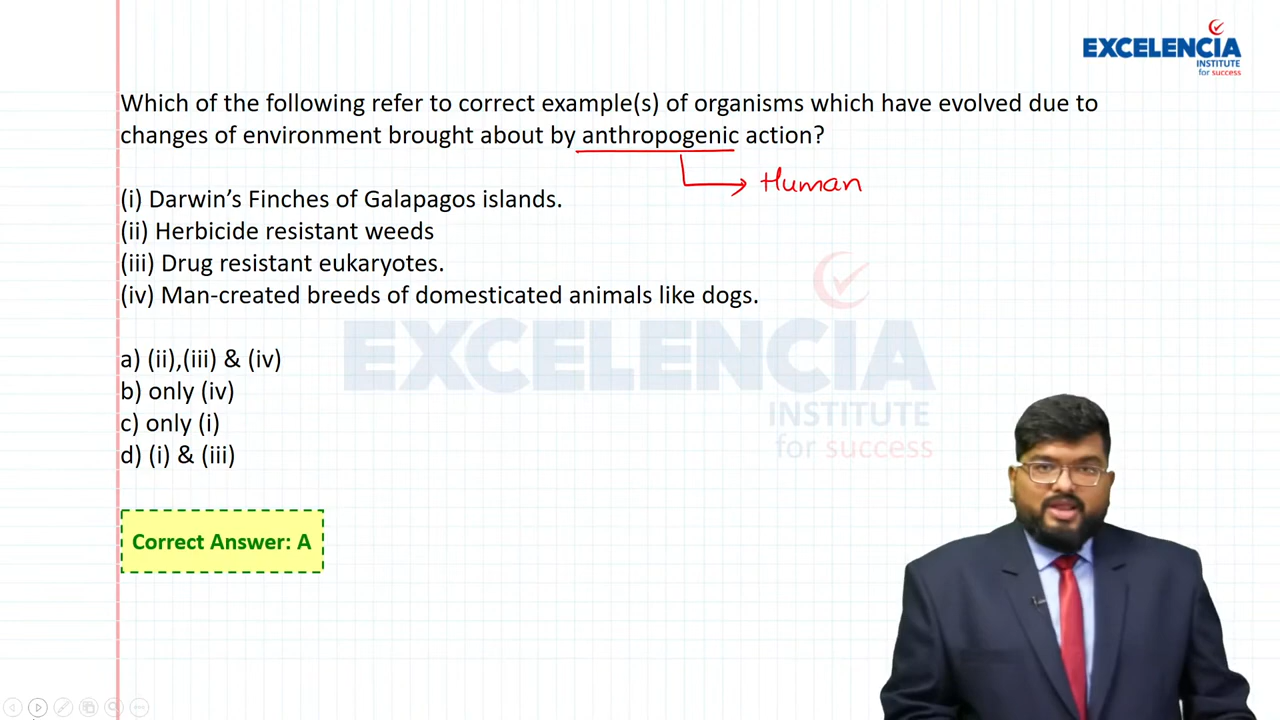 EXCELENCIA
INSTITUTE
for success
Which of the following refer to correct example(s) of organisms which have evolved due to
changes of environment brought about by anthropogenic action?
Human
(i) Darwin’s Finches of Galapagos islands.
(ii) Herbicide resistant weeds
(iii) Drug resistant eukaryotes.
(iv) Man-created breeds of domesticated animals like dogs.
EXCELENCIA
INSTITUTE
for success
a) (ii),(iii) & (iv)
b) only (iv)
c) only (i)
d) (i) & (iii)
Correct Answer: A